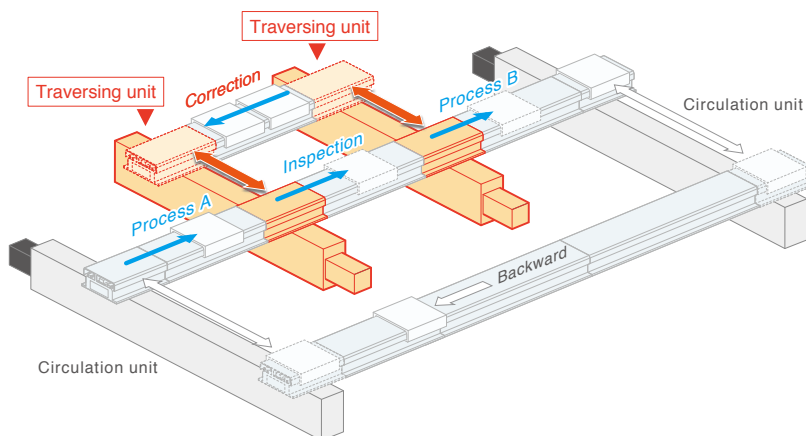 Traversing unit
Traversing unit
Correction
Process B
Circulation unit
Inspection
Process A
Backward
Circulation unit